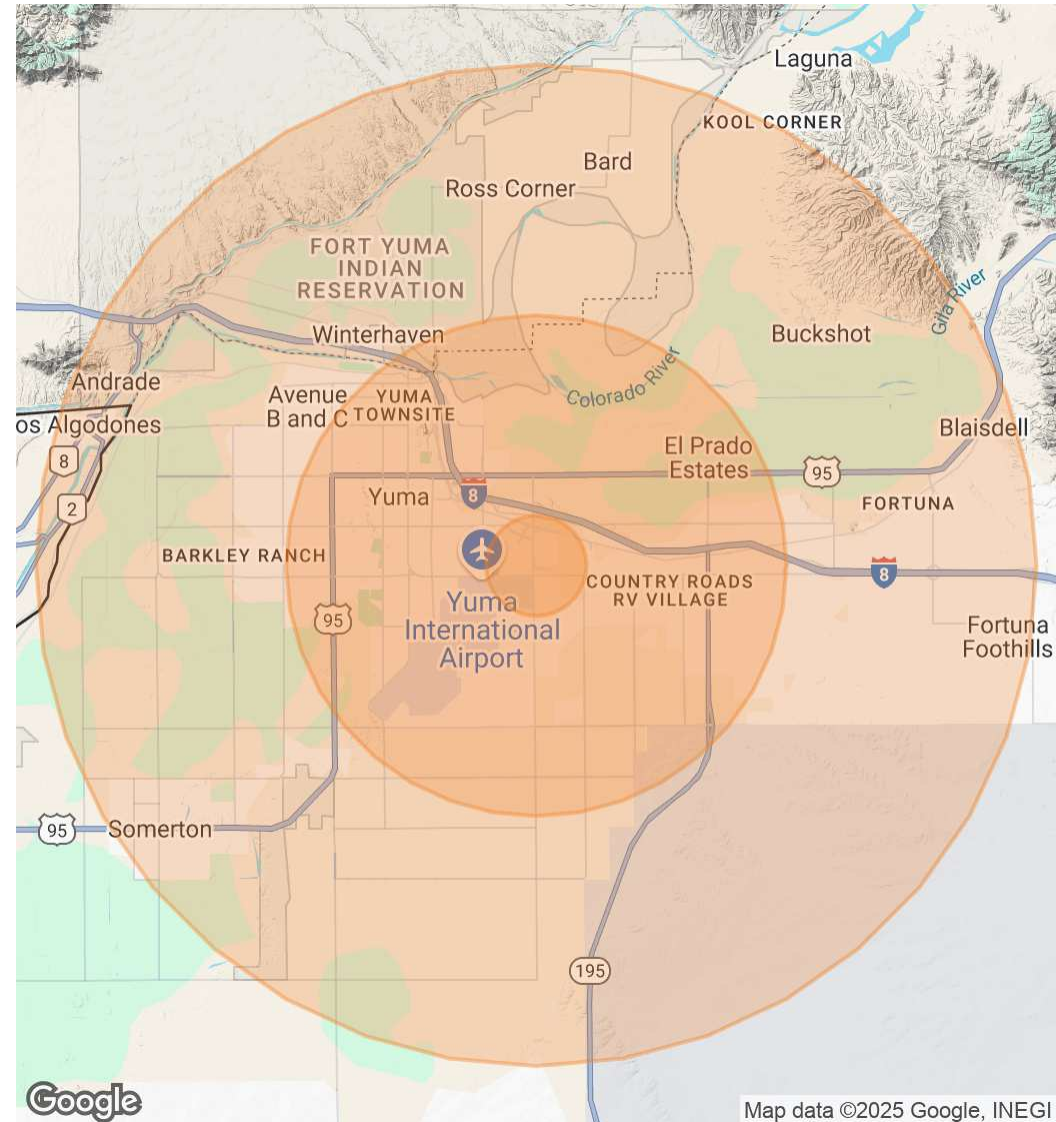 Laguna
KOOL CORNER
Bard
Ross Corner
FORT YUMA
INDIAN
RESERVATION
Gila River
Winterhaven
Buckshot
Andrade
Colorado River
Avenue
B and C
YUMA
TOWNSITE
os Algodones
Blaisdell
El Prado
Estates
8
95
2
Yuma
8
FORTUNA
BARKLEY RANCH
COUNTRY ROADS
RV VILLAGE
8
Yuma
International
Airport
95
Fortuna
Foothills
95
Somerton
195
Google
Map data ©2025 Google, INEGI